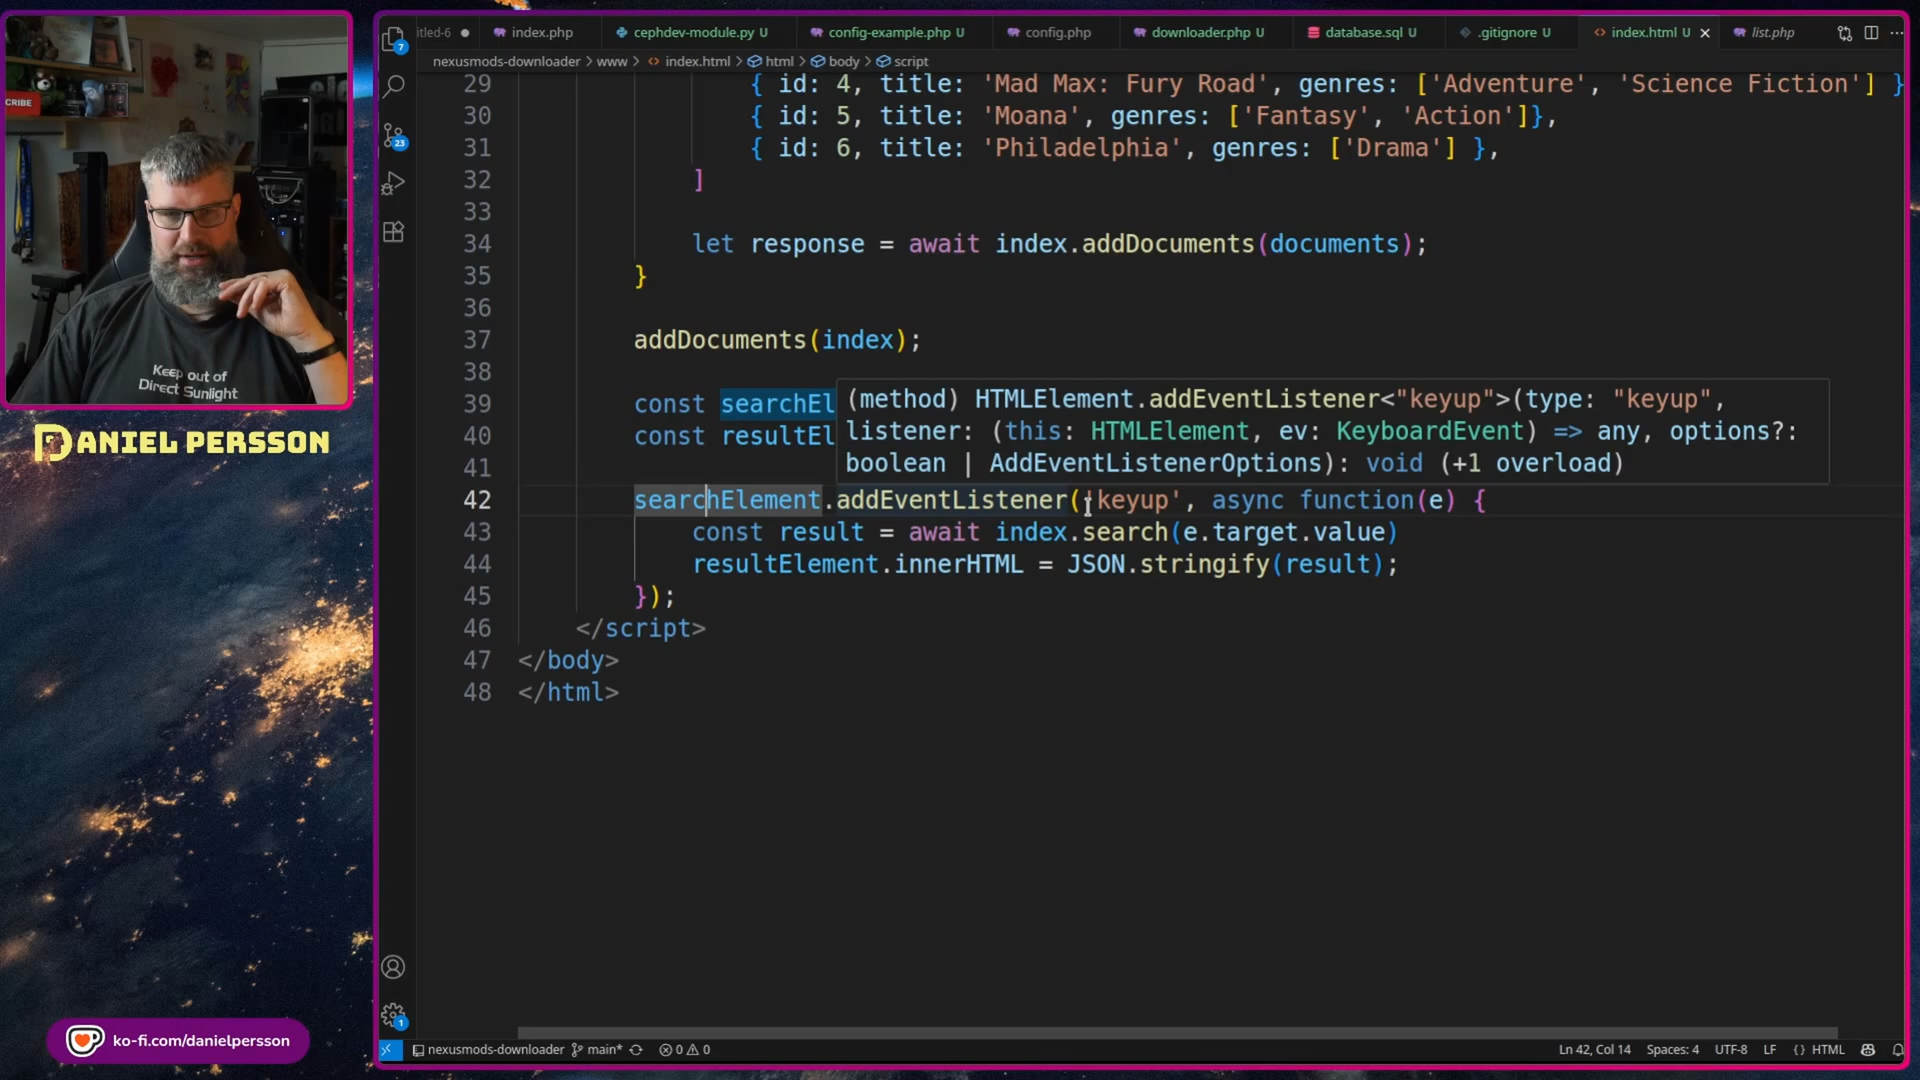 CRIBE
Keep out of
Direct Sunlight
DANIEL PERSSON
ko-fi.com/danielpersson
7
23
1
itled-6
index.php
cephdev-module.py U
config-example.php U
config.php
downloader.php U
database.sql U
.gitignore U
index.html U
list.php
nexusmods-downloader > www > index.html > html > body > script
29 { id: 4, title: 'Mad Max: Fury Road', genres: ['Adventure', 'Science Fiction'] }
30 { id: 5, title: 'Moana', genres: ['Fantasy', 'Action']},
31 { id: 6, title: 'Philadelphia', genres: ['Drama'] },
32 ]
33
34 let response = await index.addDocuments(documents);
35 }
36
37 addDocuments(index);
38
39 const searchEl
40 const resultEl
(method) HTMLElement.addEventListener<"keyup">(type: "keyup",
listener: (this: HTMLElement, ev: KeyboardEvent) => any, options?:
boolean | AddEventListenerOptions): void (+1 overload)
41
42 searchElement.addEventListener('keyup', async function(e) {
43 const result = await index.search(e.target.value)
44 resultElement.innerHTML = JSON.stringify(result);
45 });
46 </script>
47 </body>
48 </html>
nexusmods-downloader
main*
0 0
Ln 42, Col 14
Spaces: 4
UTF-8
LF
{} HTML